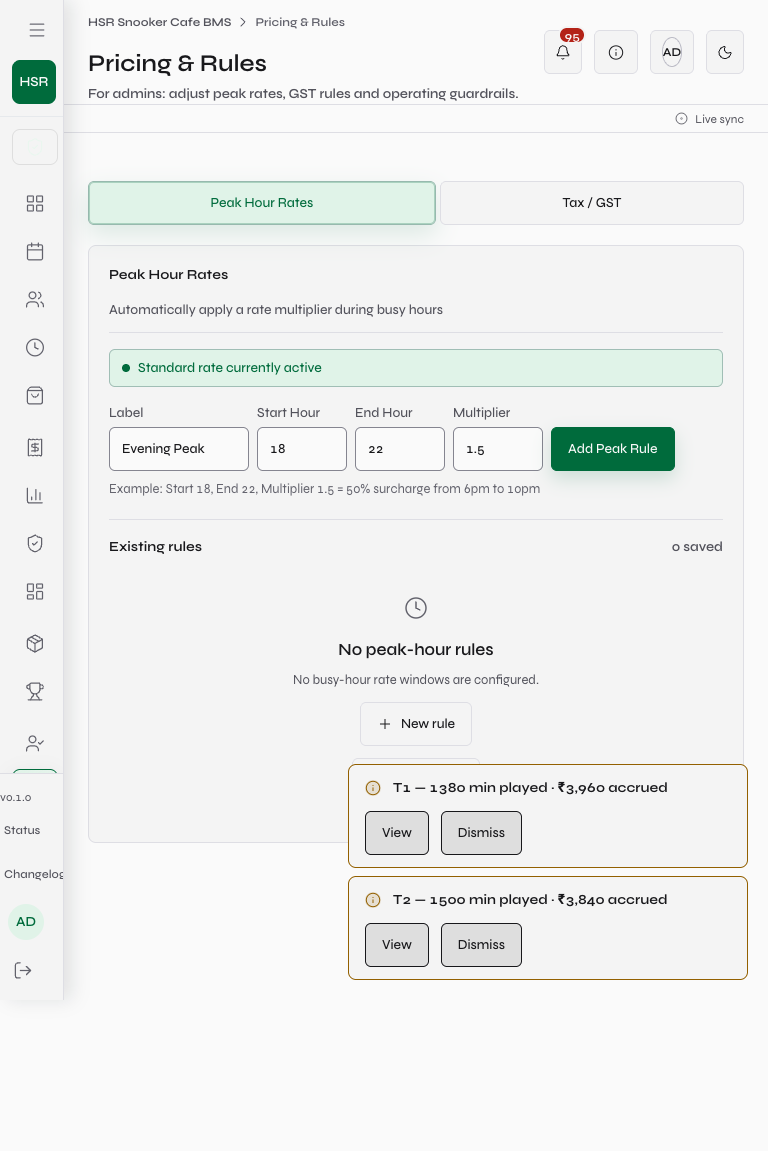 HSR Snooker Cafe BMS > Pricing & Rules
95
HSR
Pricing & Rules
AD
For admins: adjust peak rates, GST rules and operating guardrails.
Live sync
Peak Hour Rates
Tax / GST
Peak Hour Rates
Automatically apply a rate multiplier during busy hours
Standard rate currently active
Label
Start Hour
End Hour
Multiplier
Evening Peak
18
22
1.5
Add Peak Rule
Example: Start 18, End 22, Multiplier 1.5 = 50% surcharge from 6pm to 10pm
Existing rules
0 saved
No peak-hour rules
No busy-hour rate windows are configured.
New rule
T1 — 1380 min played · ₹3,960 accrued
View
Dismiss
T2 — 1500 min played · ₹3,840 accrued
View
Dismiss
v0.1.0
Status
Changelog
AD